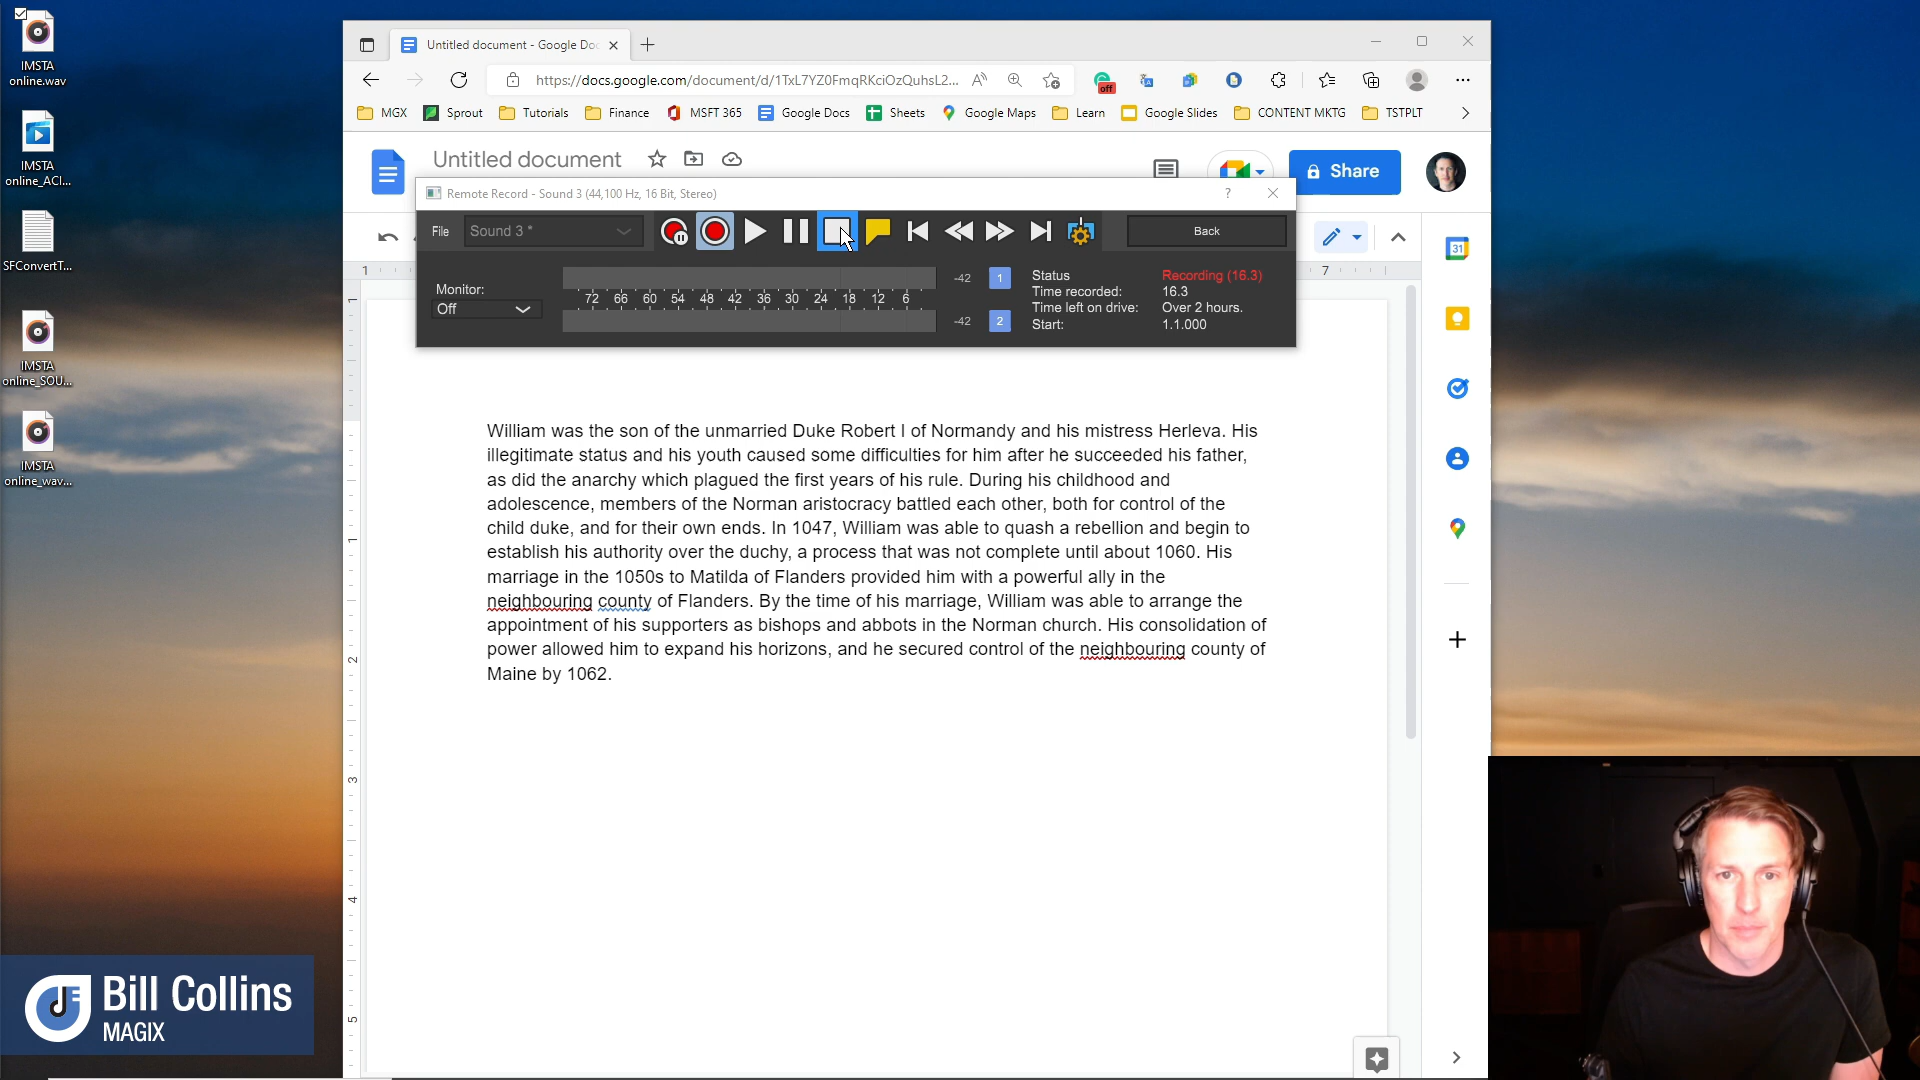 IMSTA
online.wav
IMSTA
online_ACI...
SFConvertT...
IMSTA
online_SOU...
IMSTA
online_wav...
Untitled document - Google Doc
https://docs.google.com/document/d/1TxL7YZ0FmqRKciOzQuhsL2...
off
MGX Sprout Tutorials Finance MSFT 365 Google Docs Sheets Google Maps Learn Google Slides CONTENT MKTG TSTPLT
Untitled document
Share
Remote Record - Sound 3 (44,100 Hz, 16 Bit, Stereo)
?
File Sound 3 * Back
Monitor:
Off
72 66 60 54 48 42 36 30 24 18 12 6
-42 1
-42 2
Status Recording (16.3)
Time recorded: 16.3
Time left on drive: Over 2 hours.
Start: 1.1.000
1 7
31
William was the son of the unmarried Duke Robert I of Normandy and his mistress Herleva. His
illegitimate status and his youth caused some difficulties for him after he succeeded his father,
as did the anarchy which plagued the first years of his rule. During his childhood and
adolescence, members of the Norman aristocracy battled each other, both for control of the
child duke, and for their own ends. In 1047, William was able to quash a rebellion and begin to
establish his authority over the duchy, a process that was not complete until about 1060. His
marriage in the 1050s to Matilda of Flanders provided him with a powerful ally in the
neighbouring county of Flanders. By the time of his marriage, William was able to arrange the
appointment of his supporters as bishops and abbots in the Norman church. His consolidation of
power allowed him to expand his horizons, and he secured control of the neighbouring county of
Maine by 1062.
1
1
2
3
4
5
Bill Collins
MAGIX